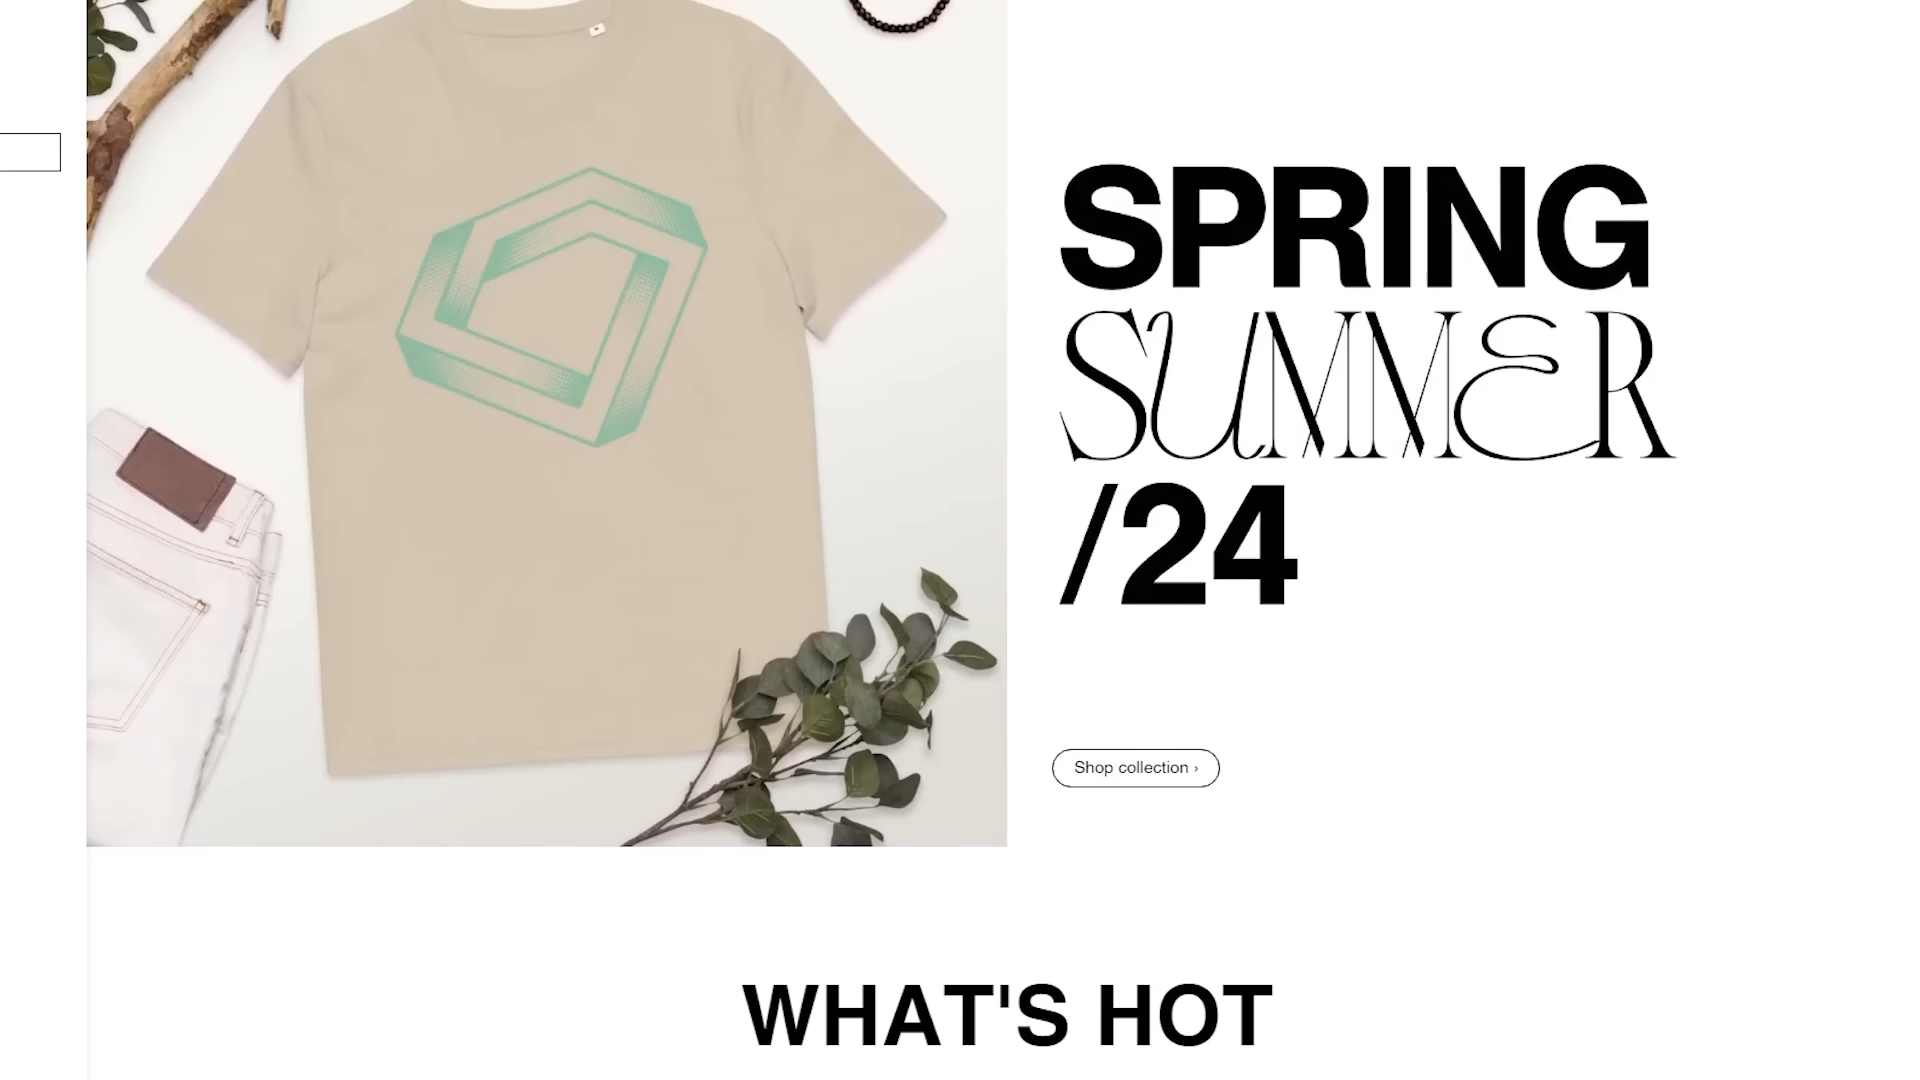 SPRING
SUMMER
/24
Shop collection ›
WHAT'S HOT